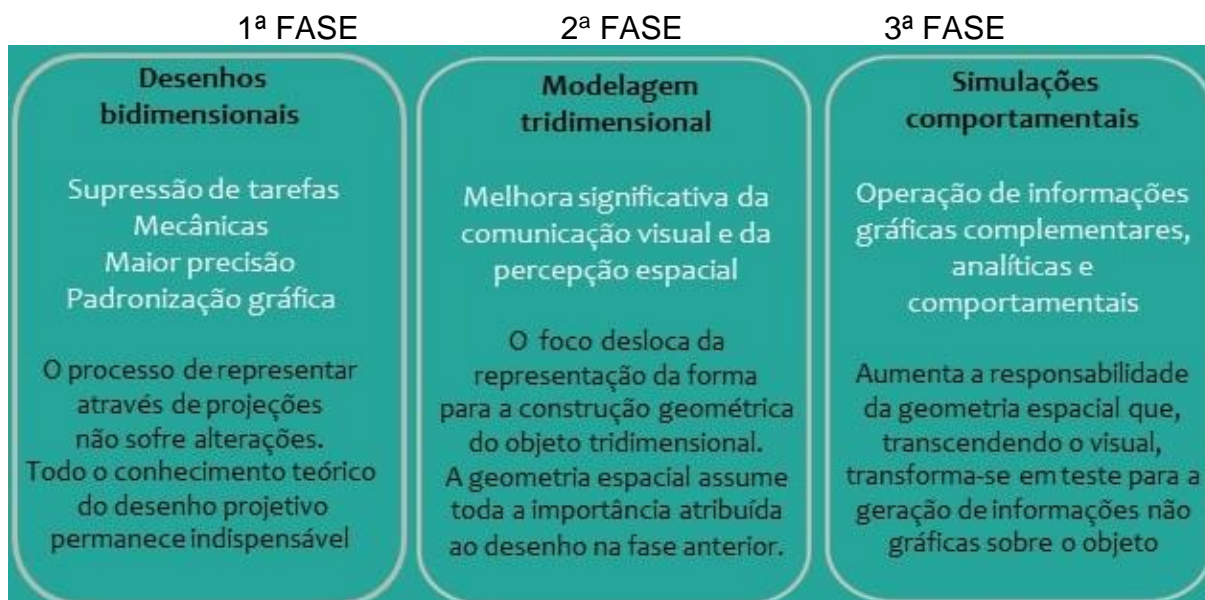 1ª FASE
2ª FASE
3ª FASE
Desenhos
bidimensionais
Supressão de tarefas
Mecânicas
Maior precisão
Padronização gráfica
O processo de representar
através de projeções
não sofre alterações.
Todo o conhecimento teórico
do desenho projetivo
permanece indispensável
Modelagem
tridimensional
Melhora significativa da
comunicação visual e da
percepção espacial
O foco desloca da
representação da forma
para a construção geométrica
do objeto tridimensional.
A geometria espacial assume
toda a importância atribuída
ao desenho na fase anterior.
Simulações
comportamentais
Operação de informações
gráficas complementares,
analíticas e
comportamentais
Aumenta a responsabilidade
da geometria espacial que,
transcendendo o visual,
transforma-se em teste para a
geração de informações não
gráficas sobre o objeto